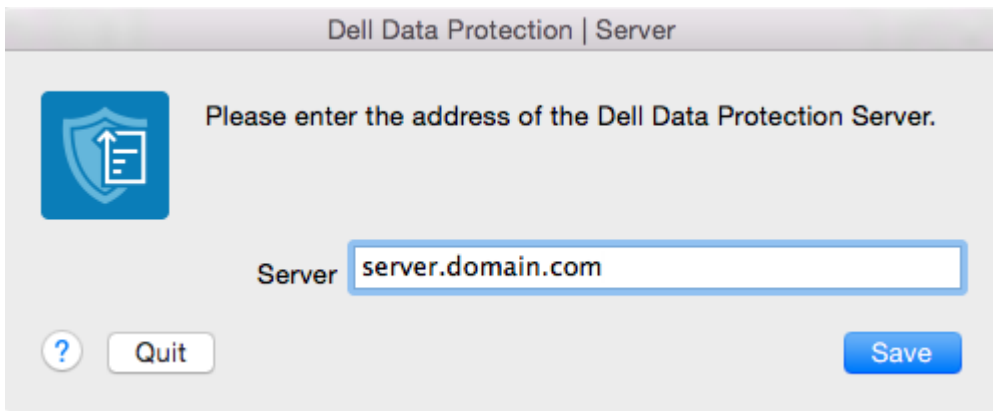 Dell Data Protection | Server
Please enter the address of the Dell Data Protection Server.
Server server.domain.com
? Quit Save